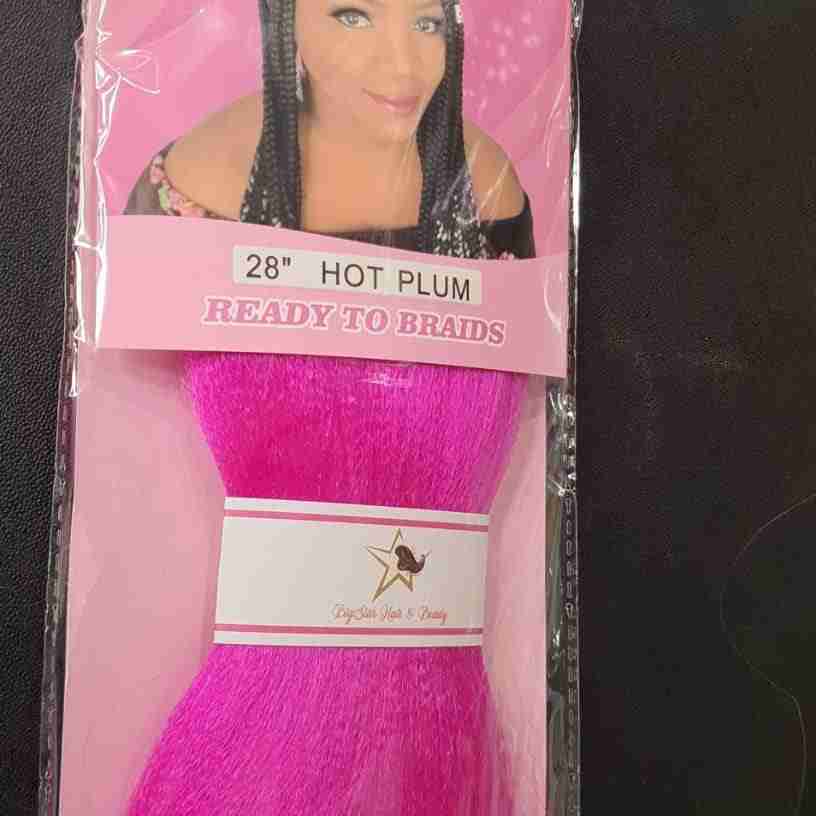 28" HOT PLUM
READY TO BRAIDS
BigStar Hair & Beauty